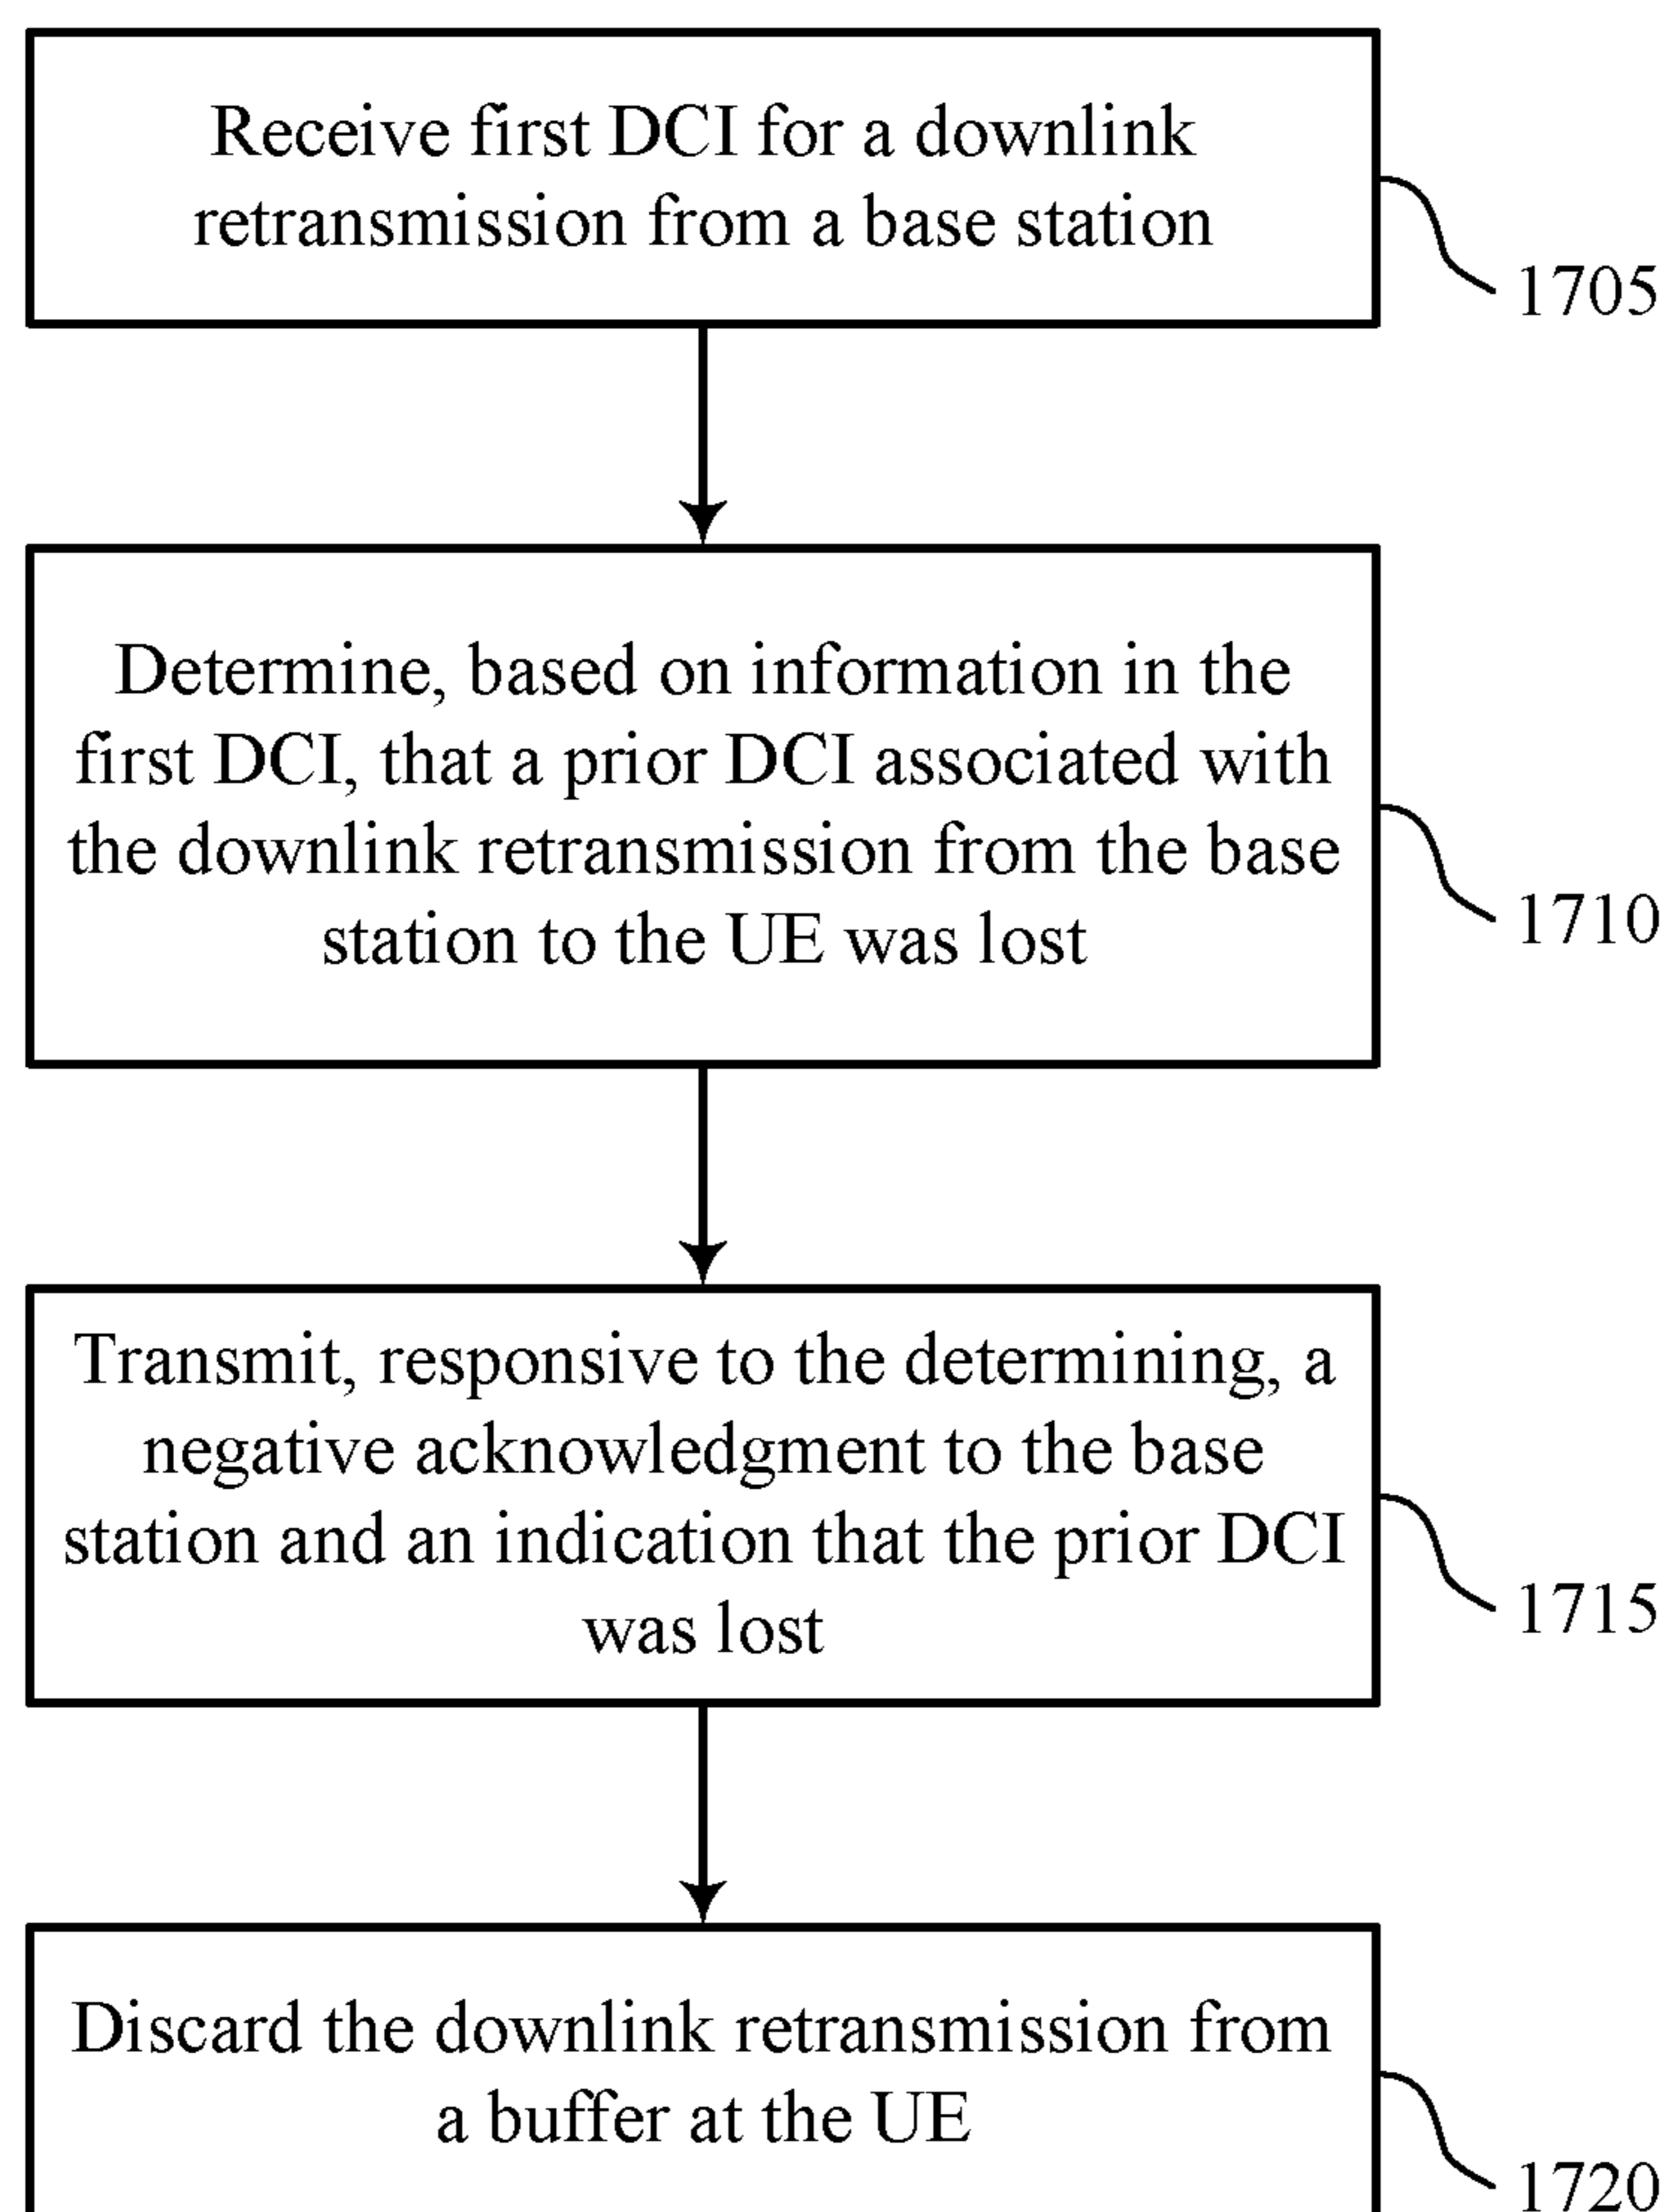 Receive first DCI for a downlink
retransmission from a base station
1705
Determine, based on information in the
first DCI, that a prior DCI associated with
the downlink retransmission from the base
station to the UE was lost
1710
Transmit, responsive to the determining, a
negative acknowledgment to the base
station and an indication that the prior DCI
was lost
1715
Discard the downlink retransmission from
a buffer at the UE
1720